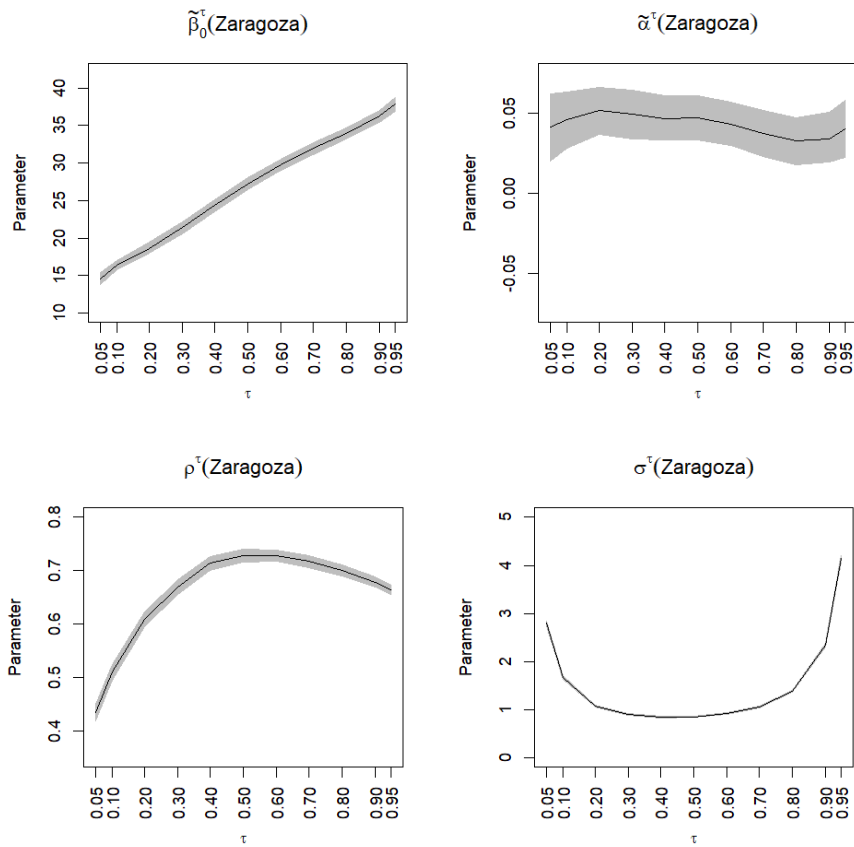 β̃₀^τ(Zaragoza)
Parameter
40
35
30
25
20
15
10
0.05 0.10 0.20 0.30 0.40 0.50 0.60 0.70 0.80 0.90 0.95
τ
α̃^τ(Zaragoza)
Parameter
0.05
0.00
-0.05
0.05 0.10 0.20 0.30 0.40 0.50 0.60 0.70 0.80 0.90 0.95
τ
ρ^τ(Zaragoza)
Parameter
0.8
0.7
0.6
0.5
0.4
0.05 0.10 0.20 0.30 0.40 0.50 0.60 0.70 0.80 0.90 0.95
τ
σ^τ(Zaragoza)
Parameter
5
4
3
2
1
0
0.05 0.10 0.20 0.30 0.40 0.50 0.60 0.70 0.80 0.90 0.95
τ